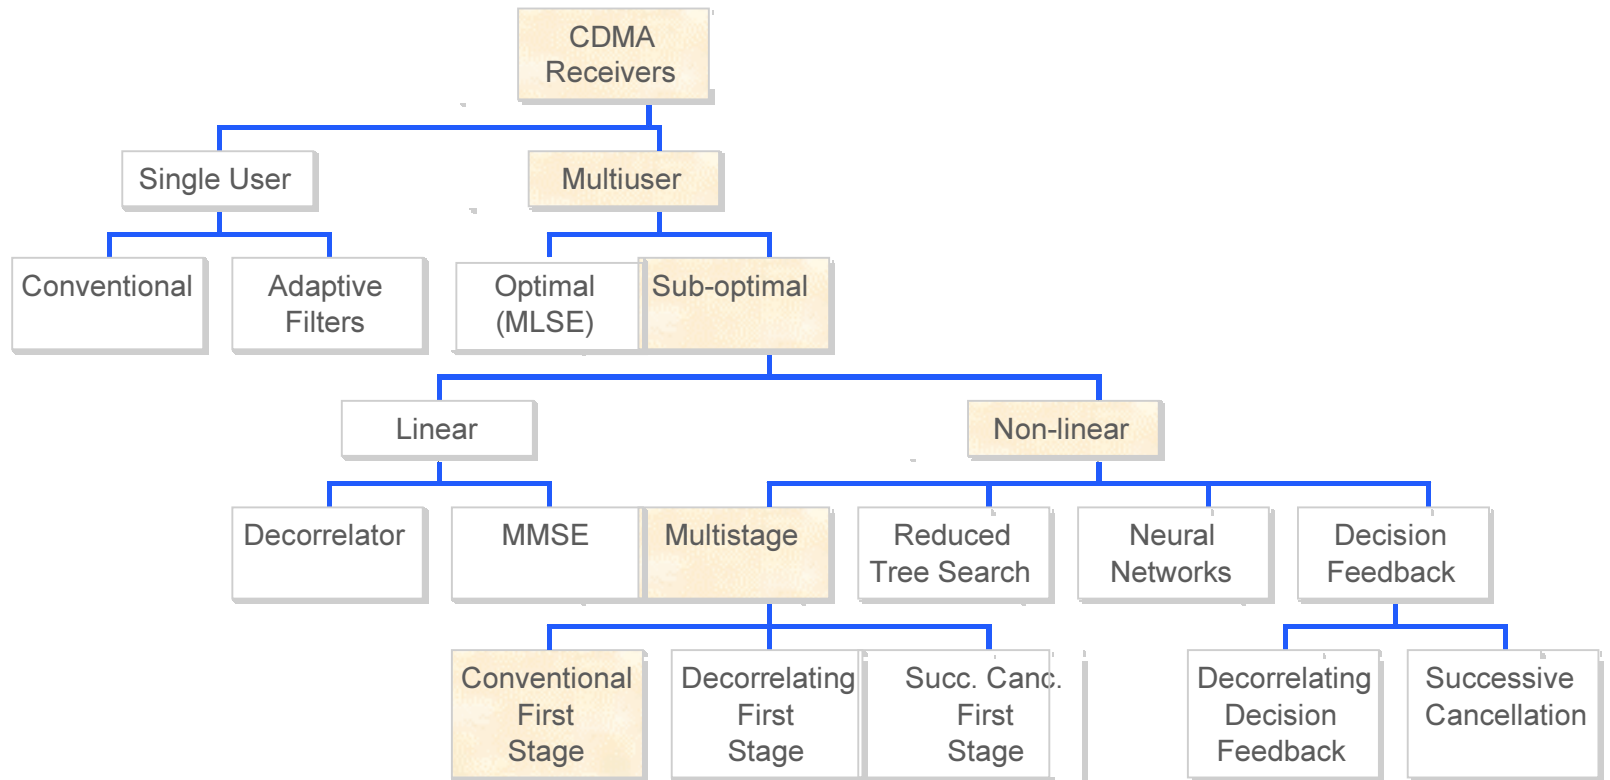 CDMA
Receivers
Single User
Multiuser
Conventional
Adaptive
Filters
Optimal
(MLSE)
Sub-optimal
Linear
Non-linear
Decorrelator
MMSE
Multistage
Reduced
Tree Search
Neural
Networks
Decision
Feedback
Conventional
First
Stage
Decorrelating
First
Stage
Succ. Canc.
First
Stage
Decorrelating
Decision
Feedback
Successive
Cancellation